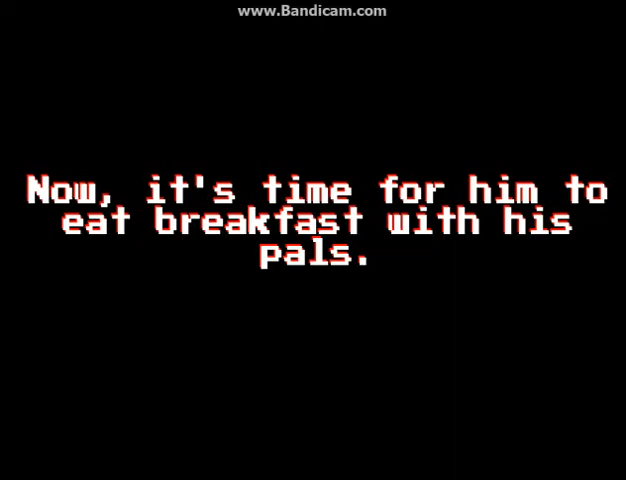 www.Bandicam.com
Now, it's time for him to
eat breakfast with his
pals.